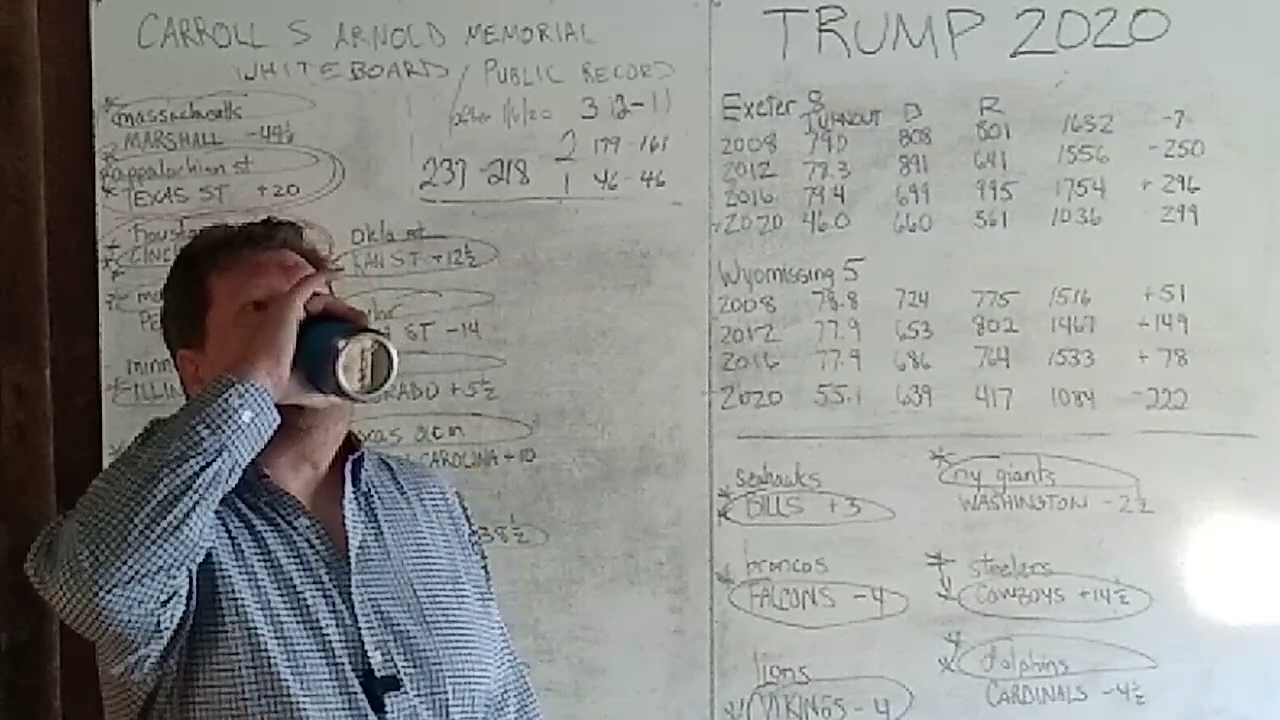 CARROLL S ARNOLD MEMORIAL
WHITEBOARD / PUBLIC RECORD
massachusetts
MARSHALL -44½
appalachian st
TEXAS ST +20
1/6/20 3 12-11
2 179-161
237-218 1 46-46
Okla
KAN ST +12½
ST -14
+5½
CAROLINA +10
38½
TRUMP 2020
Exeter 8
TURNOUT D R
2008 79.0 808 801 1632 -7
2012 77.3 891 641 1556 -250
2016 79.4 699 995 1754 + 296
2020 46.0 660 561 1036 299
Wyomissing 5
2008 78.8 724 775 1516 +51
2012 77.9 653 802 1467 +149
2016 77.9 686 764 1533 + 78
2020 55.1 639 417 1084 -222
seahawks
BILLS +3
ny giants
WASHINGTON -2½
broncos
FALCONS -4
steelers
COWBOYS +14½
lions
VIKINGS -4
dolphins
CARDINALS -4½